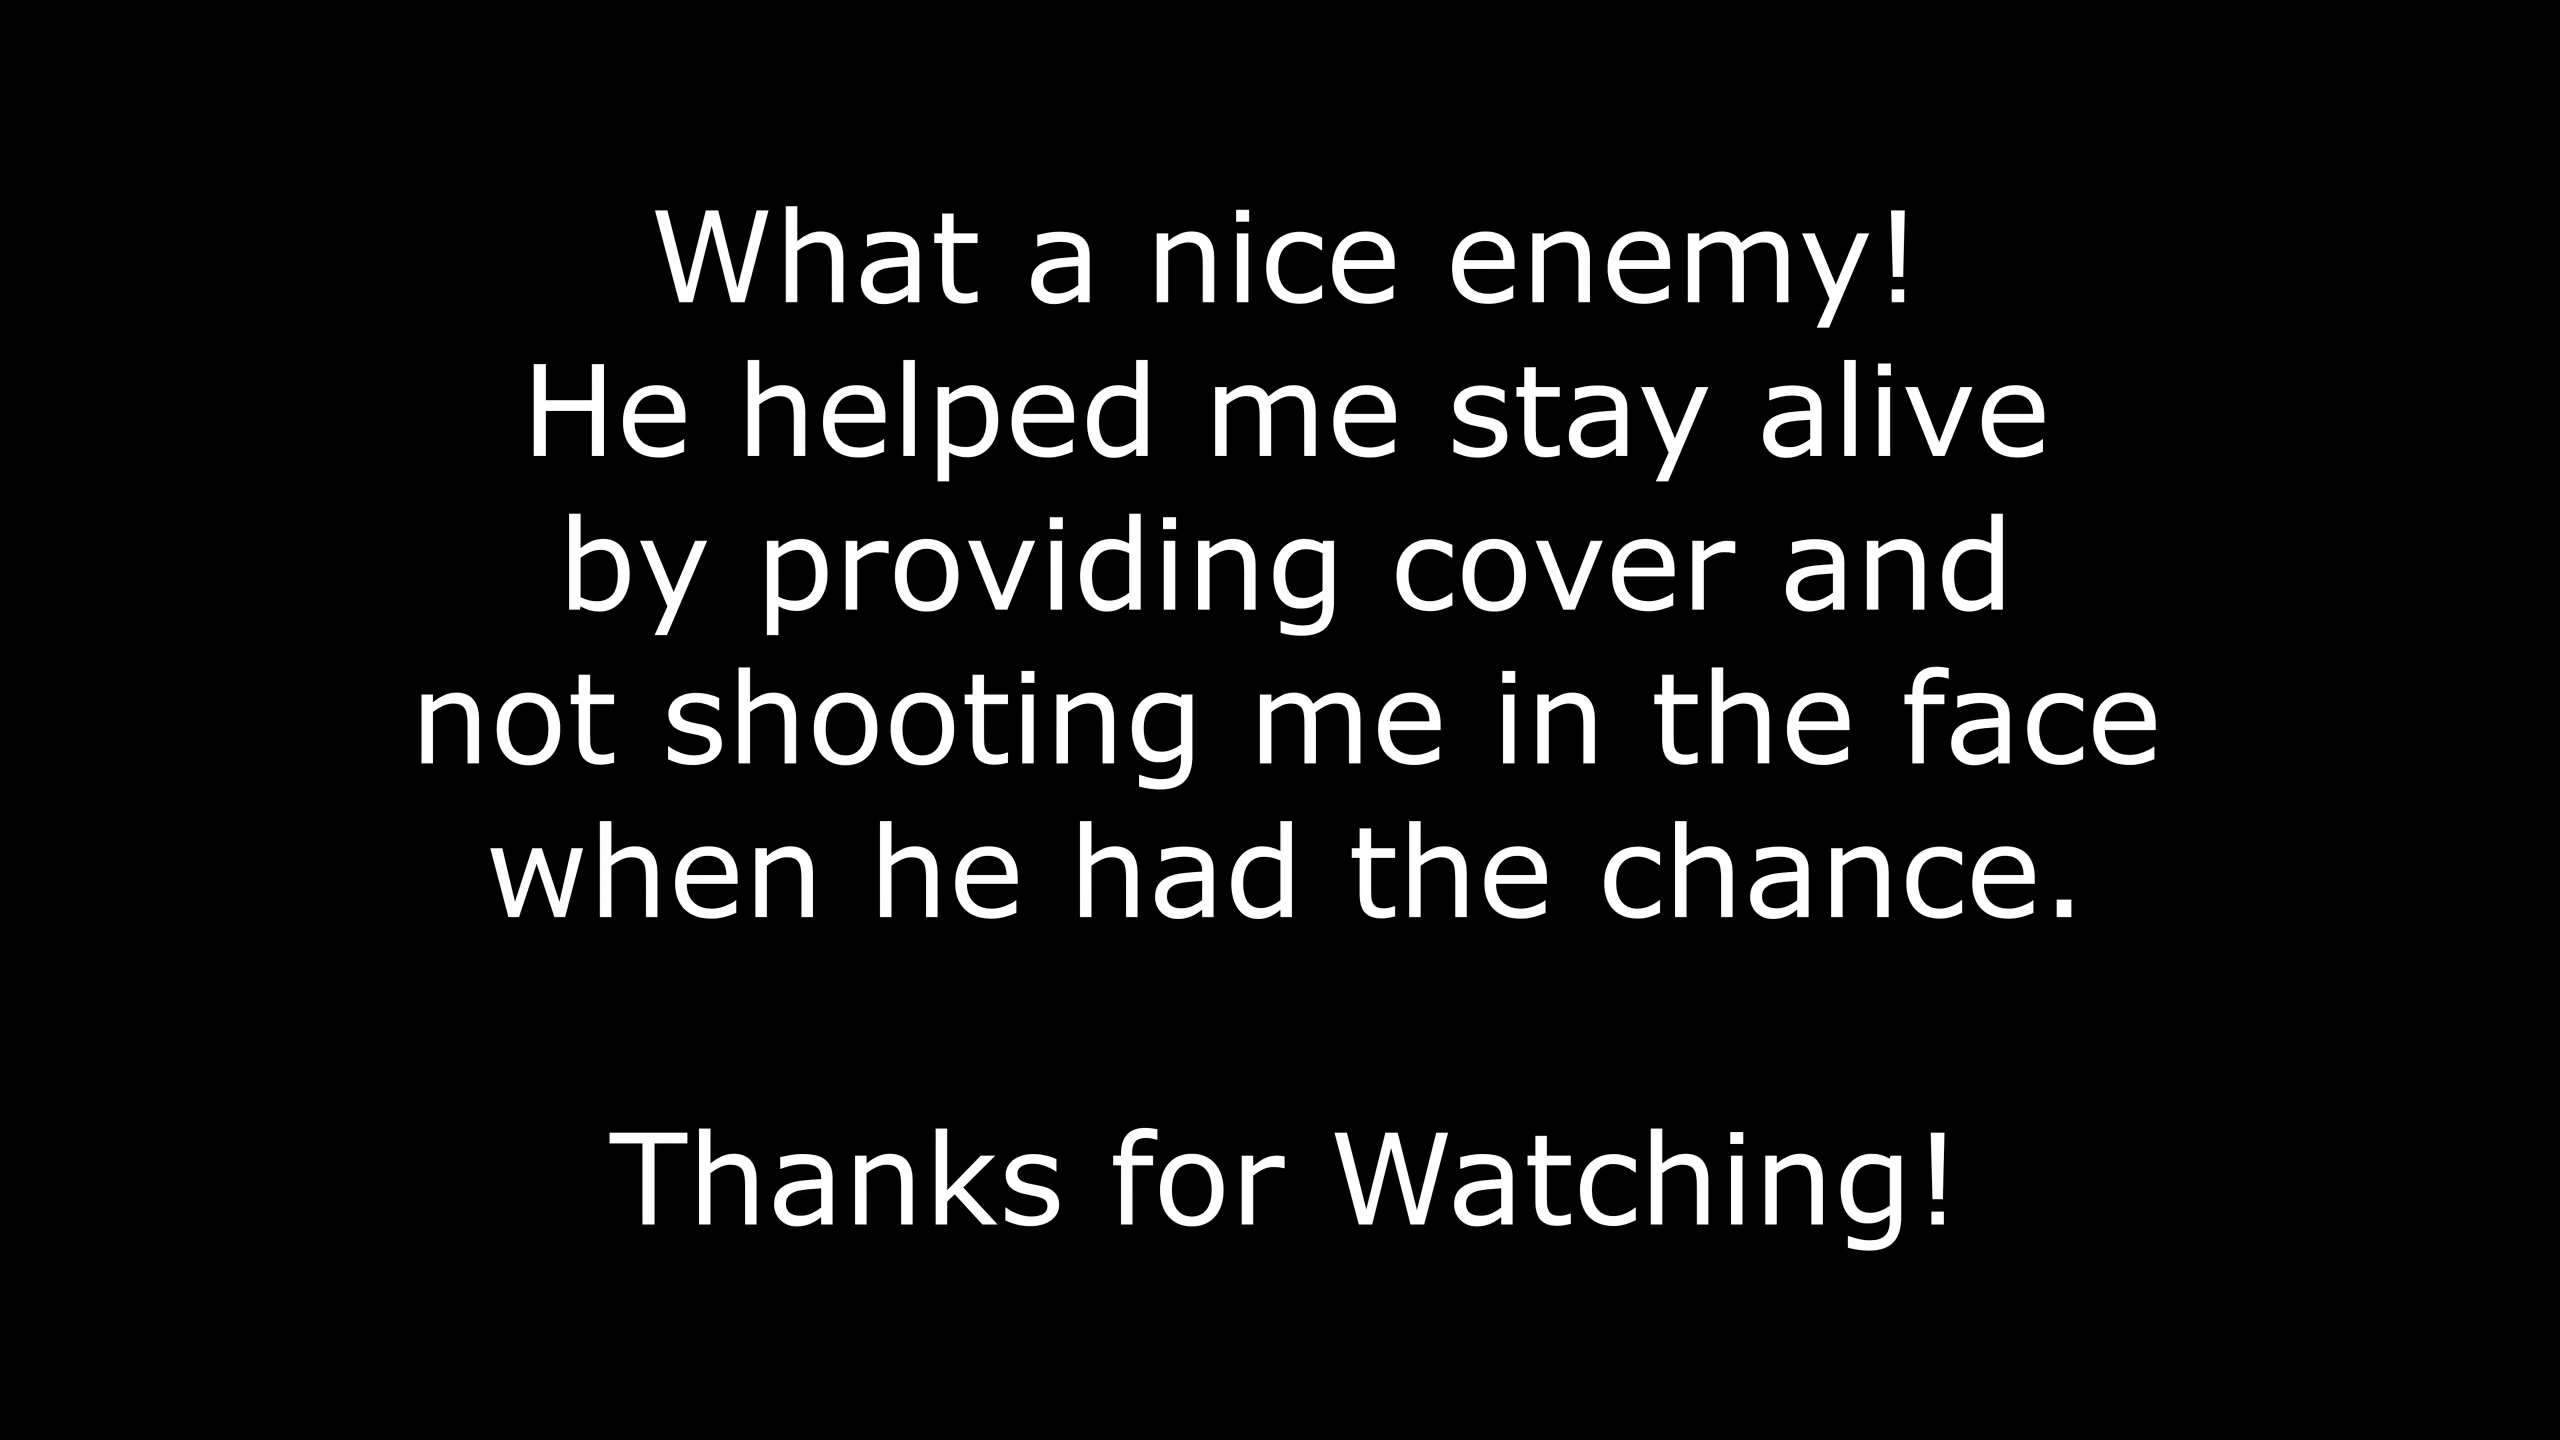 What a nice enemy!
He helped me stay alive
by providing cover and
not shooting me in the face
when he had the chance.
Thanks for Watching!